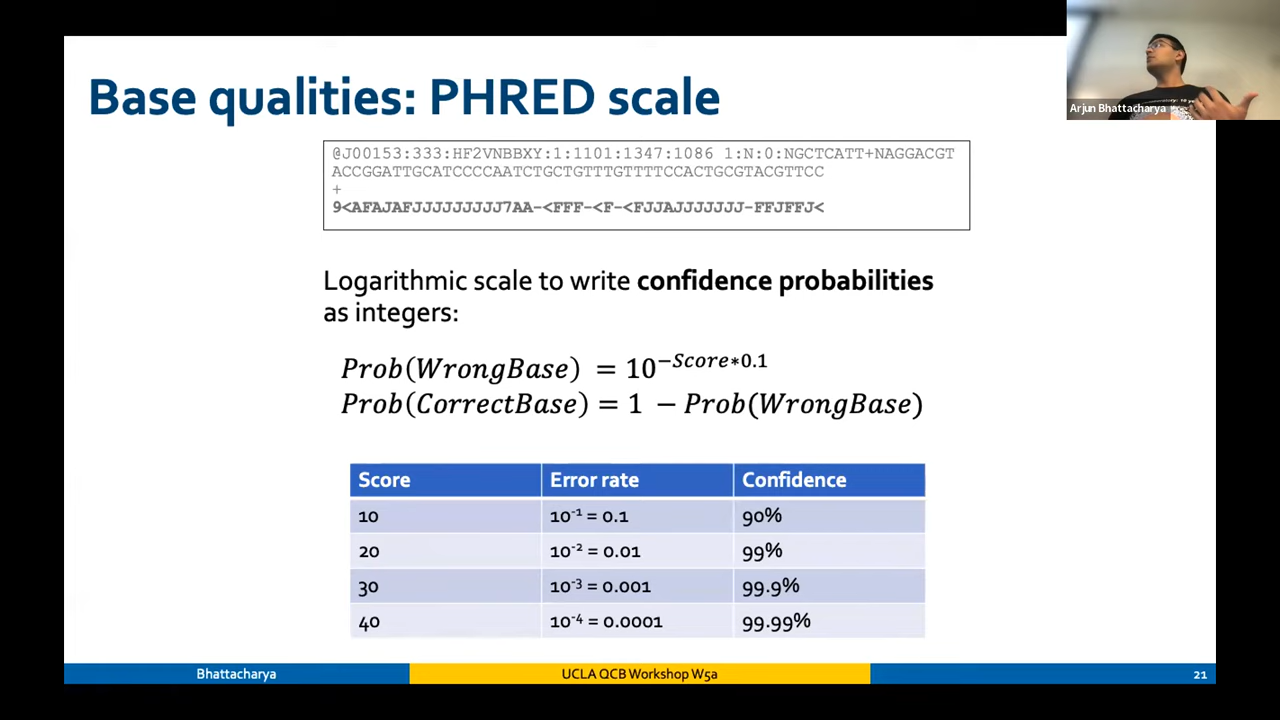 Base qualities: PHRED scale
Arjun Bhattacharya
@J00153:333:HF2VNBBXY:1:1101:1347:1086 1:N:0:NGCTCATT+NAGGACGT
ACCGGATTGCATCCCCAATCTGCTGTTTGTTTTCCACTGCGTACGTTCC
+
9<AFAJAFJJJJJJJJJ7AA-<FFF-<F-<FJJAJJJJJJJ-FFJFFJ<
Logarithmic scale to write confidence probabilities
as integers:
Prob(WrongBase) = 10^−Score*0.1
Prob(CorrectBase) = 1 − Prob(WrongBase)
Score Error rate Confidence
10 10⁻¹ = 0.1 90%
20 10⁻² = 0.01 99%
30 10⁻³ = 0.001 99.9%
40 10⁻⁴ = 0.0001 99.99%
Bhattacharya UCLA QCB Workshop W5a 21